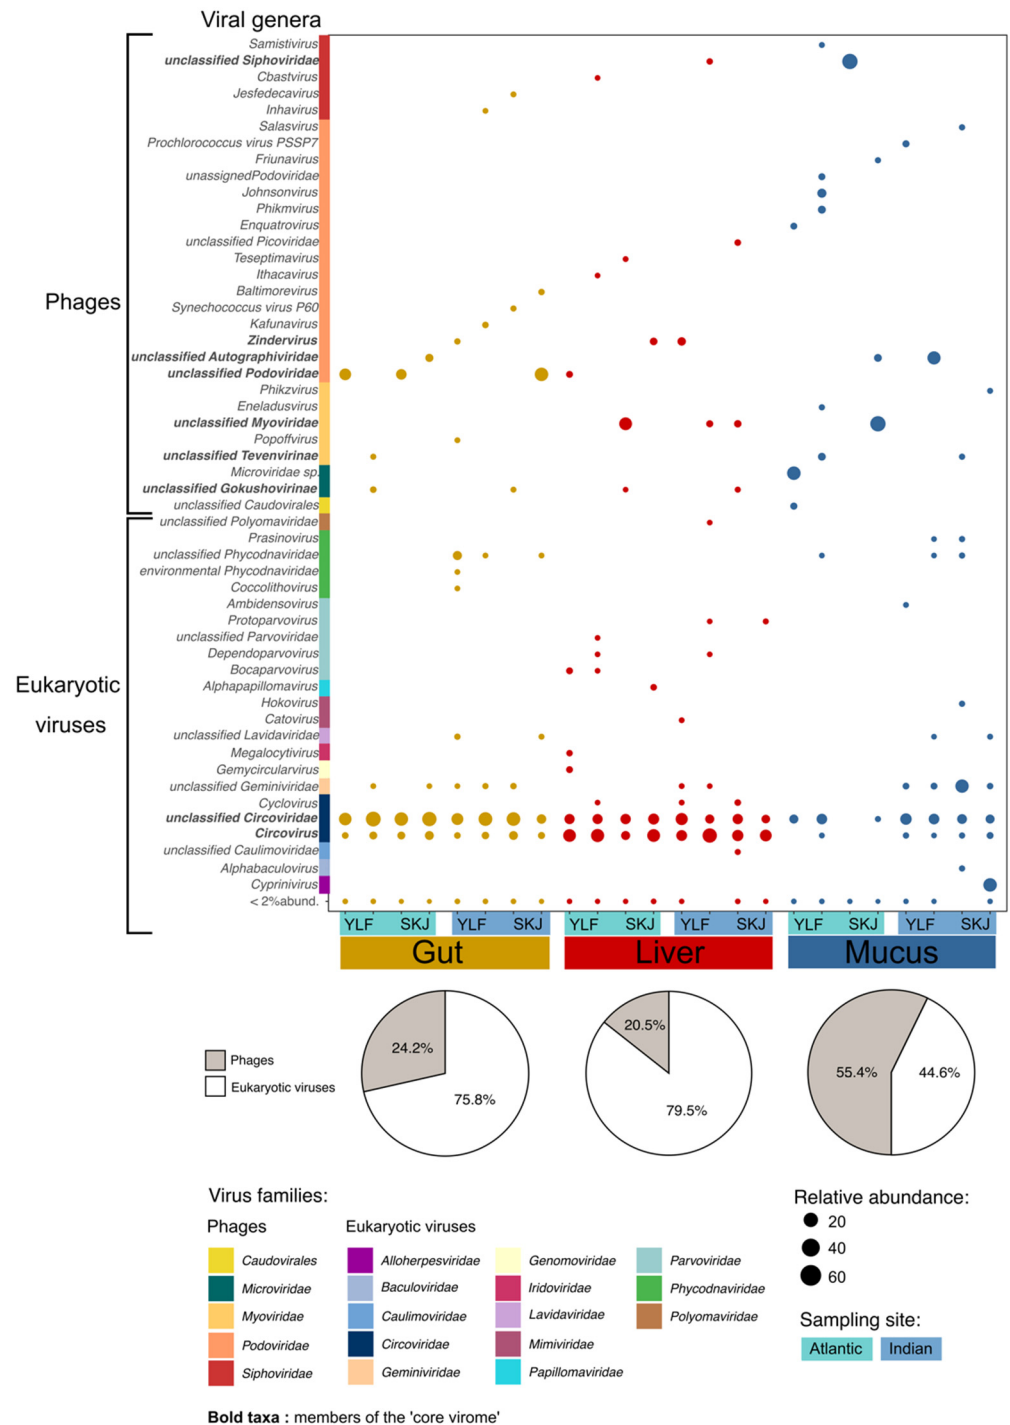 Viral genera
Samistivirus
unclassified Siphoviridae
Cbastvirus
Jesfedecavirus
Inhavirus
Salasvirus
Prochlorococcus virus PSSP7
Friunavirus
unassignedPodoviridae
Johnsonvirus
Phikmvirus
Enquatrovirus
unclassified Picoviridae
Teseptimavirus
Ithacavirus
Baltimorevirus
Phages
Synechococcus virus P60
Kafunavirus
Zindervirus
unclassified Autographiviridae
unclassified Podoviridae
Phikzvirus
Eneladusvirus
unclassified Myoviridae
Popoffvirus
unclassified Tevenvirinae
Microviridae sp.
unclassified Gokushovirinae
unclassified Caudovirales
unclassified Polyomaviridae
Prasinovirus
unclassified Phycodnaviridae
environmental Phycodnaviridae
Coccolithovirus
Ambidensovirus
Protoparvovirus
unclassified Parvoviridae
Dependoparvovirus
Bocaparvovirus
Eukaryotic
viruses
Alphapapillomavirus
Hokovirus
Catovirus
unclassified Lavidaviridae
Megalocytivirus
Gemycircularvirus
unclassified Geminiviridae
Cyclovirus
unclassified Circoviridae
Circovirus
unclassified Caulimoviridae
Alphabaculovirus
Cyprinivirus
< 2%abund.
YLF SKJ YLF SKJ YLF SKJ YLF SKJ YLF SKJ YLF SKJ
Gut Liver Mucus
24.2%
75.8%
20.5%
79.5%
55.4%
44.6%
Phages
Eukaryotic viruses
Virus families:
Phages
Caudovirales
Microviridae
Myoviridae
Podoviridae
Siphoviridae
Eukaryotic viruses
Alloherpesviridae
Baculoviridae
Caulimoviridae
Circoviridae
Geminiviridae
Genomoviridae
Iridoviridae
Lavidaviridae
Mimiviridae
Papillomaviridae
Parvoviridae
Phycodnaviridae
Polyomaviridae
Relative abundance:
20
40
60
Sampling site:
Atlantic Indian
Bold taxa : members of the 'core virome'